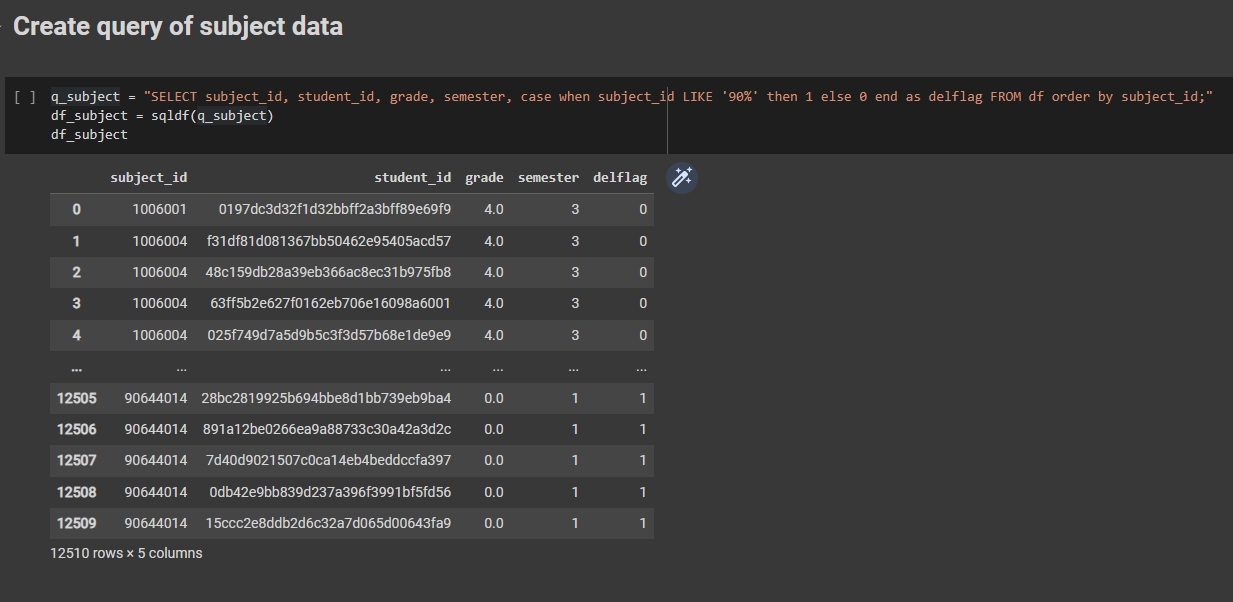 Create query of subject data
[ ] q_subject = "SELECT subject_id, student_id, grade, semester, case when subject_id LIKE '90%' then 1 else 0 end as delflag FROM df order by subject_id;"
df_subject = sqldf(q_subject)
df_subject
subject_id student_id grade semester delflag
0 1006001 0197dc3d32f1d32bbff2a3bff89e69f9 4.0 3 0
1 1006004 f31df81d081367bb50462e95405acd57 4.0 3 0
2 1006004 48c159db28a39eb366ac8ec31b975fb8 4.0 3 0
3 1006004 63ff5b2e627f0162eb706e16098a6001 4.0 3 0
4 1006004 025f749d7a5d9b5c3f3d57b68e1de9e9 4.0 3 0
... ... ... ... ... ...
12505 90644014 28bc2819925b694bbe8d1bb739eb9ba4 0.0 1 1
12506 90644014 891a12be0266ea9a88733c30a42a3d2c 0.0 1 1
12507 90644014 7d40d9021507c0ca14eb4beddccfa397 0.0 1 1
12508 90644014 0db42e9bb839d237a396f3991bf5fd56 0.0 1 1
12509 90644014 15ccc2e8ddb2d6c32a7d065d00643fa9 0.0 1 1
12510 rows × 5 columns